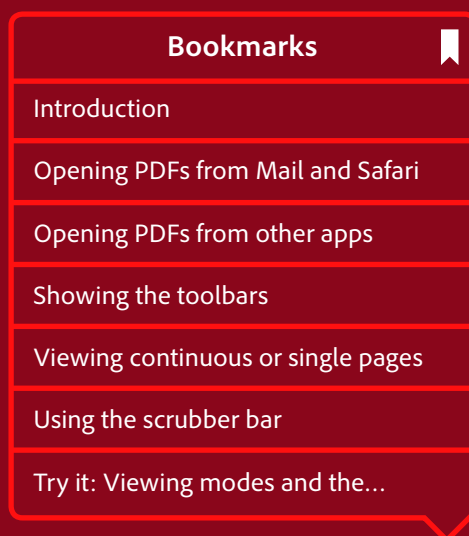 Bookmarks
Introduction
Opening PDFs from Mail and Safari
Opening PDFs from other apps
Showing the toolbars
Viewing continuous or single pages
Using the scrubber bar
Try it: Viewing modes and the…